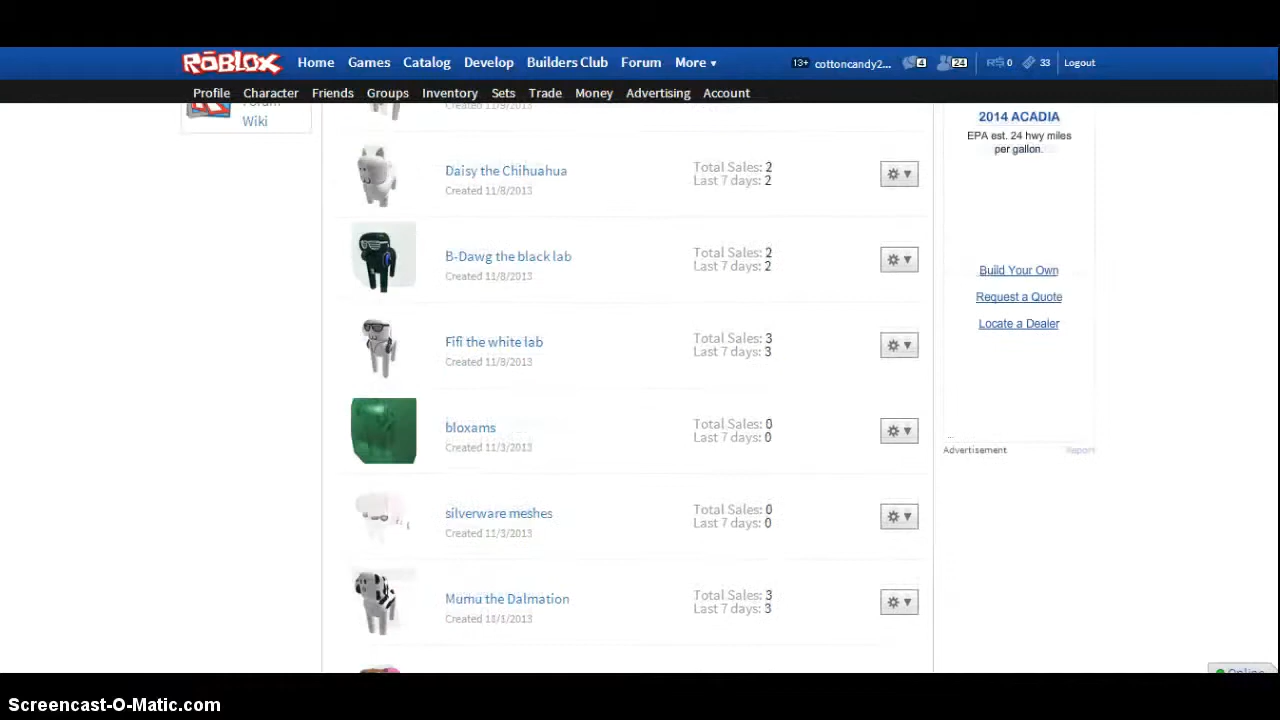 ROBLOX Home Games Catalog Develop Builders Club Forum More ▾ 13+ cottoncandy2... 4 24 R$ 0 33 Logout
Profile Character Friends Groups Inventory Sets Trade Money Advertising Account
Forum
Wiki
Created 11/9/2013
Daisy the Chihuahua
Created 11/8/2013
Total Sales: 2
Last 7 days: 2
B-Dawg the black lab
Created 11/8/2013
Total Sales: 2
Last 7 days: 2
Fifi the white lab
Created 11/8/2013
Total Sales: 3
Last 7 days: 3
bloxams
Created 11/3/2013
Total Sales: 0
Last 7 days: 0
silverware meshes
Created 11/3/2013
Total Sales: 0
Last 7 days: 0
Mumu the Dalmation
Created 11/1/2013
Total Sales: 3
Last 7 days: 3
2014 ACADIA
EPA est. 24 hwy miles
per gallon.
Build Your Own
Request a Quote
Locate a Dealer
...
Advertisement Report
Online
Screencast-O-Matic.com